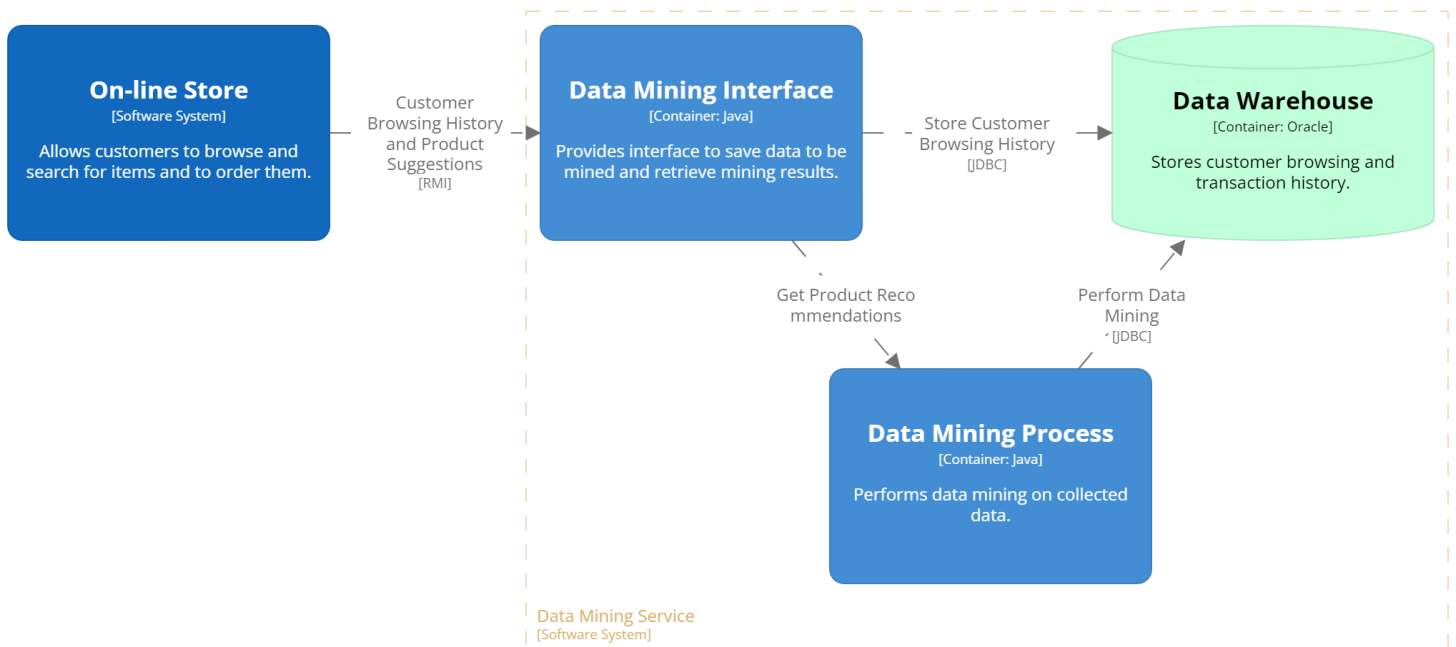 On-line Store
[Software System]
Allows customers to browse and
search for items and to order them.
Customer
Browsing History
and Product
Suggestions
[RMI]
Data Mining Interface
[Container: Java]
Provides interface to save data to be
mined and retrieve mining results.
Store Customer
Browsing History
[JDBC]
Data Warehouse
[Container: Oracle]
Stores customer browsing and
transaction history.
Get Product Reco
mmendations
Perform Data
Mining
[JDBC]
Data Mining Process
[Container: Java]
Performs data mining on collected
data.
Data Mining Service
[Software System]